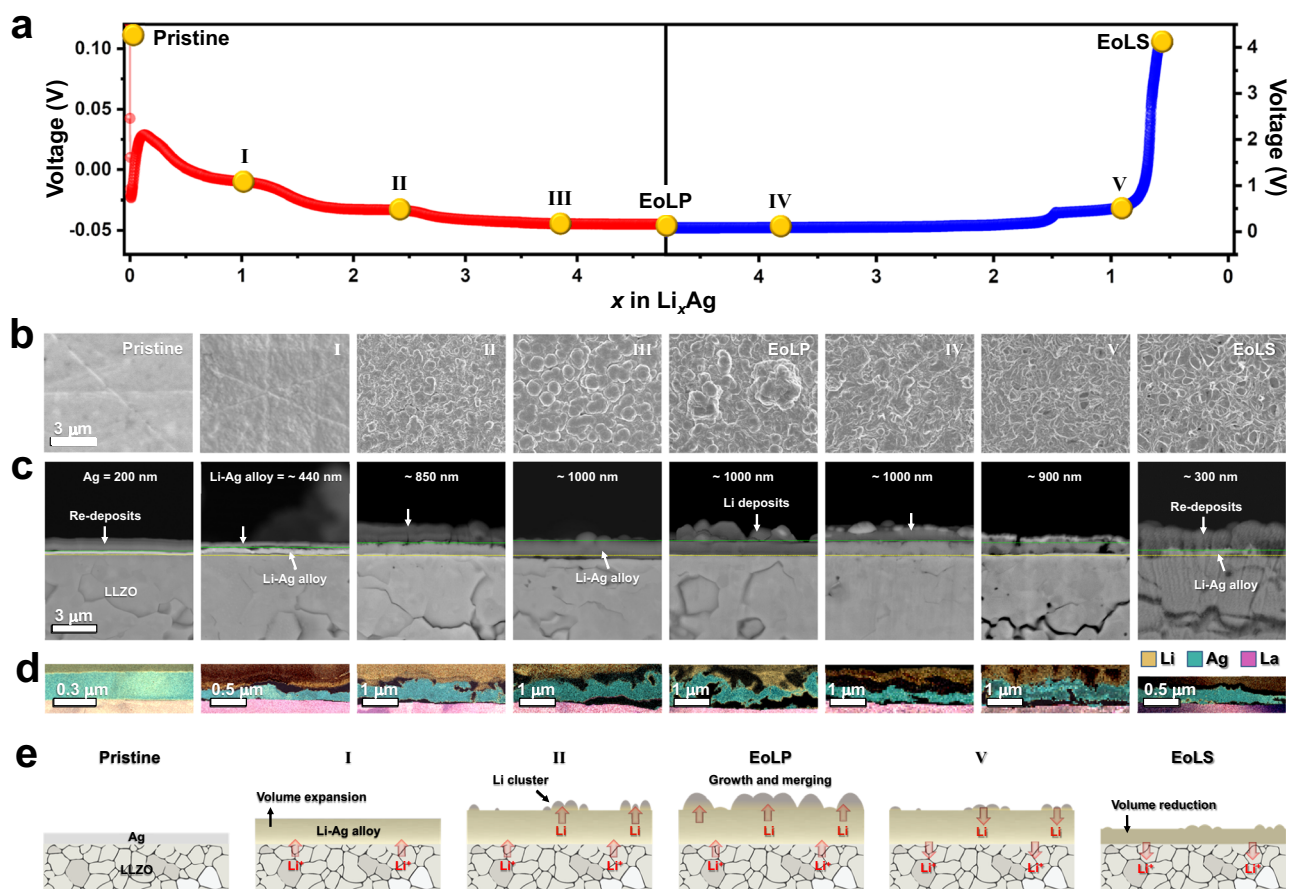 a
Pristine
EoLS
0.10
0.05
0.00
-0.05
Voltage (V)
I
II
III
EoLP
IV
V
4
3
2
1
0
Voltage (V)
0 1 2 3 4 4 3 2 1 0
x in LixAg
b
Pristine I II III EoLP IV V EoLS
3 µm
c
Ag = 200 nm Li-Ag alloy = ~ 440 nm ~ 850 nm ~ 1000 nm ~ 1000 nm ~ 1000 nm ~ 900 nm ~ 300 nm
Re-deposits Li deposits Re-deposits
Li-Ag alloy Li-Ag alloy Li-Ag alloy
LLZO
3 µm
d
Li Ag La
0.3 µm 0.5 µm 1 µm 1 µm 1 µm 1 µm 1 µm 0.5 µm
e
Pristine I II EoLP V EoLS
Volume expansion Li cluster Growth and merging Volume reduction
Ag Li-Ag alloy Li Li Li Li Li Li Li
LLZO Li+ Li+ Li+ Li+ Li+ Li+ Li+ Li+ Li+ Li+